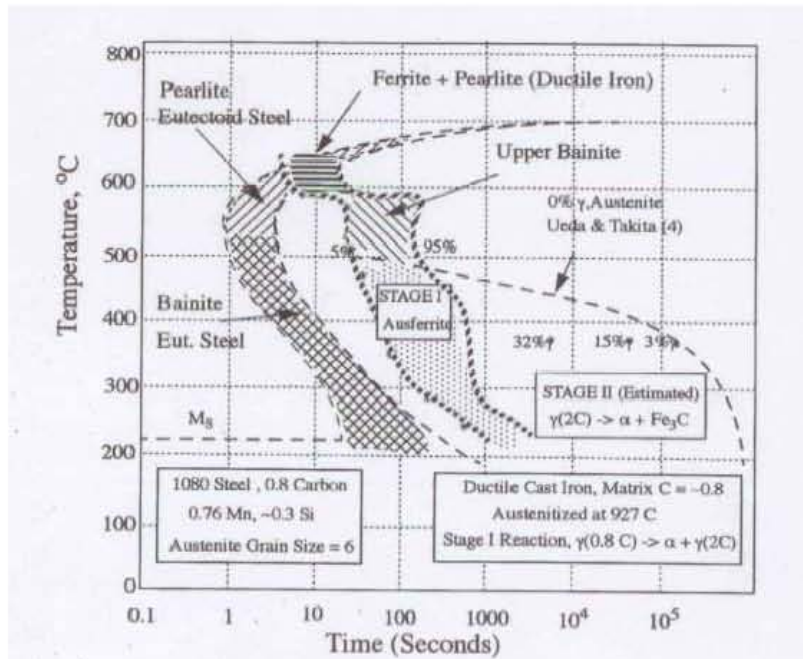 800
700
600
500
400
300
200
100
0
Temperature, °C
Ferrite + Pearlite (Ductile Iron)
Pearlite
Eutectoid Steel
Upper Bainite
0% γ,Austenite
Ueda & Takita (4)
5%
95%
STAGE I
Ausferrite
Bainite
Eut. Steel
32%γ 15%γ 3%γ
STAGE II (Estimated)
γ(2C) -> α + Fe₃C
MS
1080 Steel , 0.8 Carbon
0.76 Mn, ~0.3 Si
Austenite Grain Size = 6
Ductile Cast Iron, Matrix C = ~0.8
Austenitized at 927 C
Stage I Reaction, γ(0.8 C) -> α + γ(2C)
0.1 1 10 100 1000 10⁴ 10⁵
Time (Seconds)